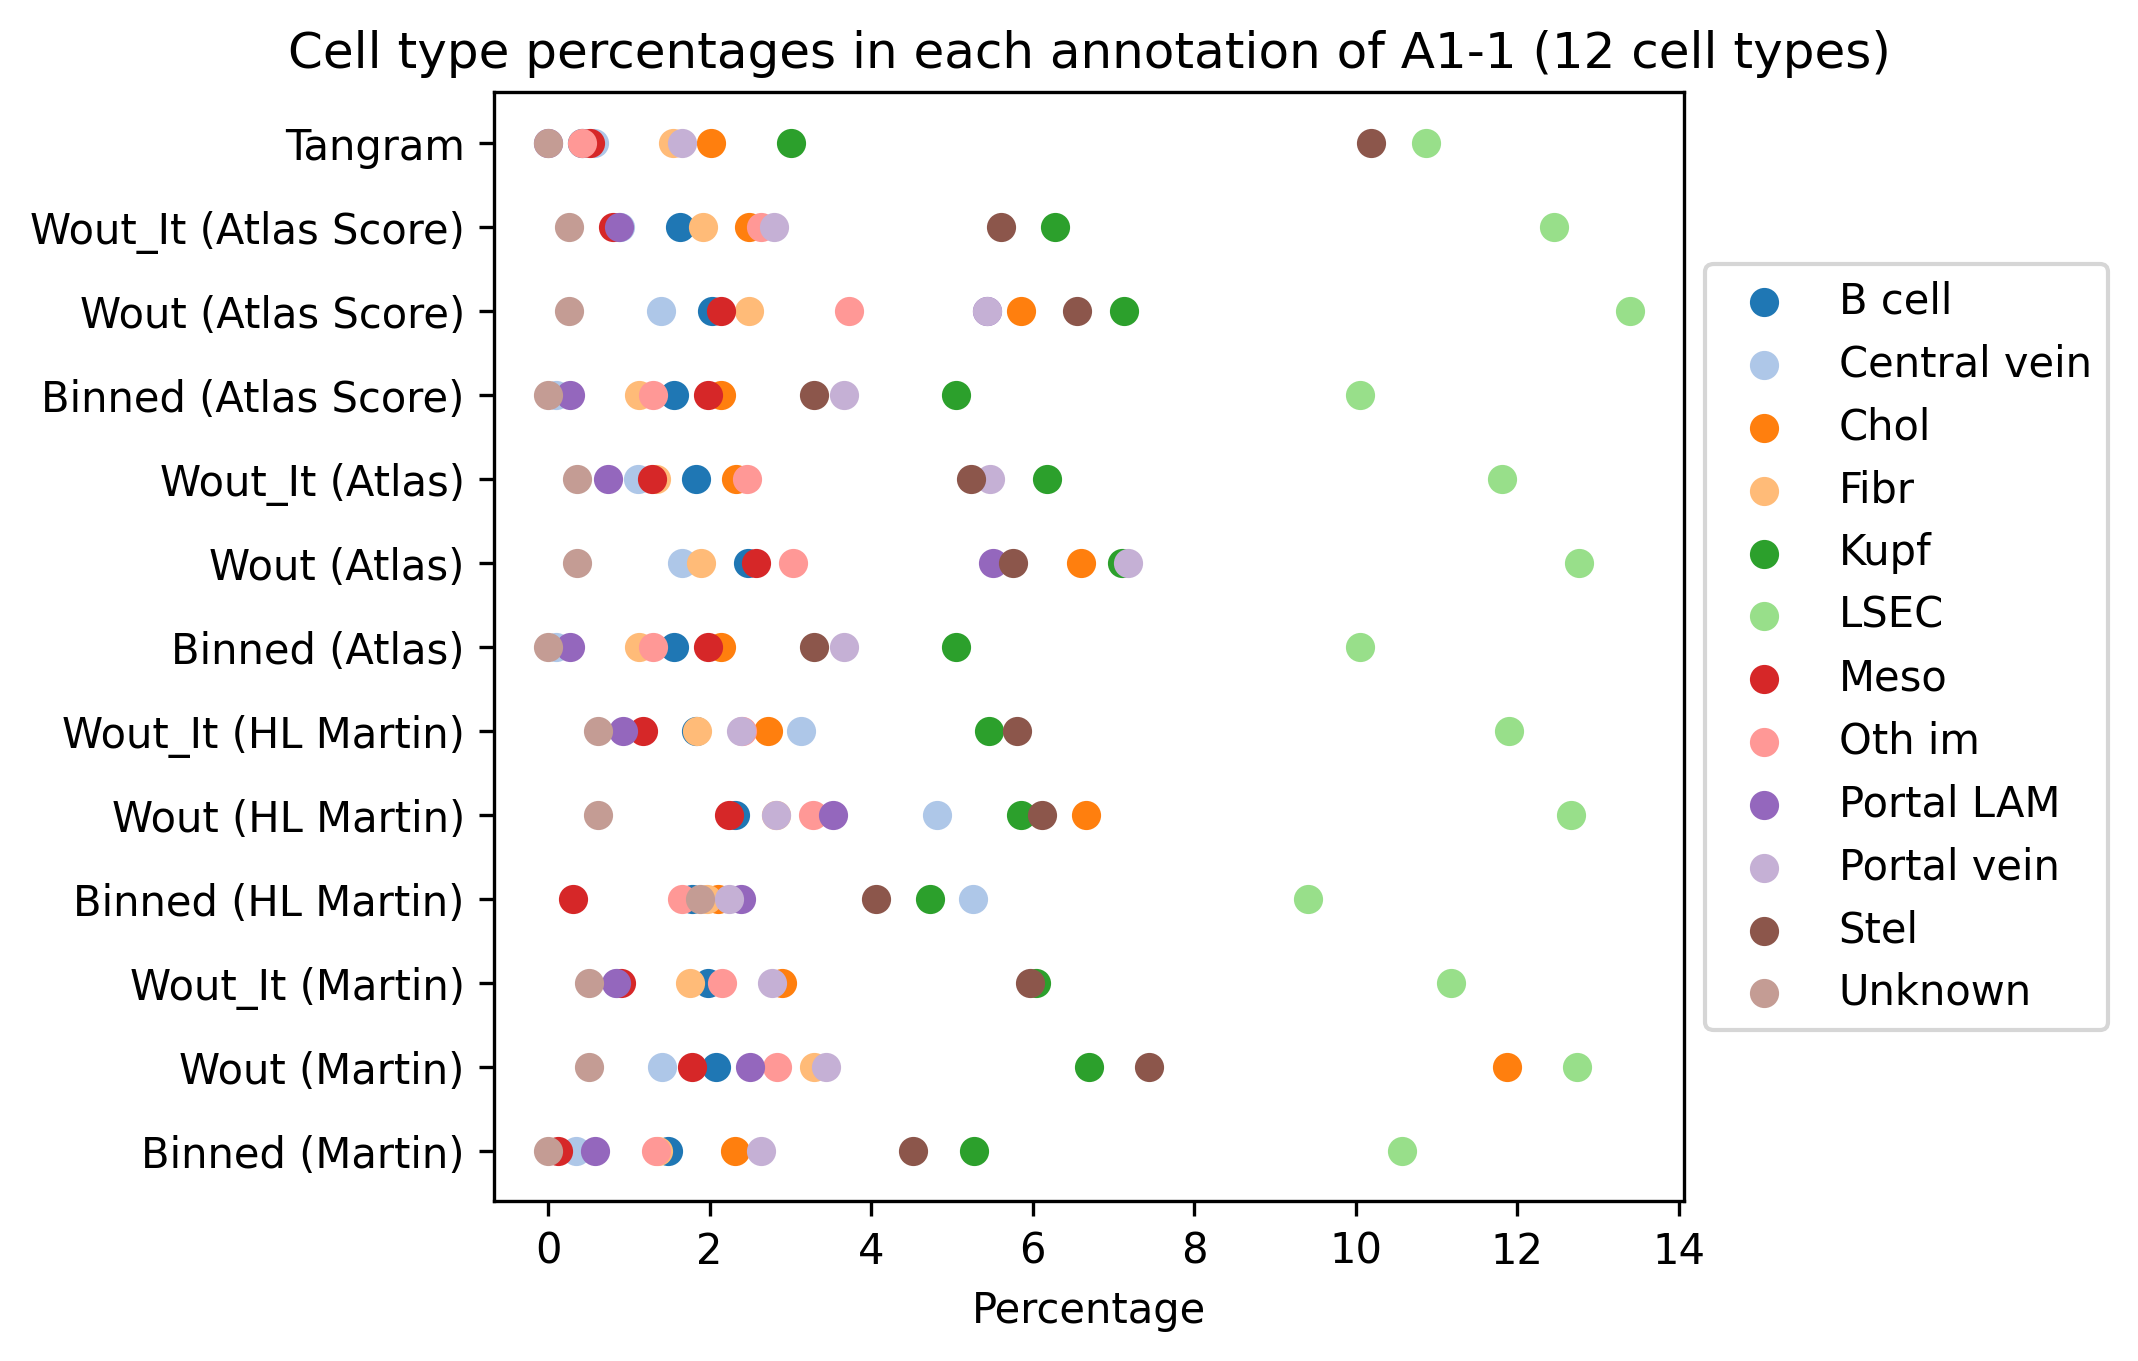 Cell type percentages in each annotation of A1-1 (12 cell types)
Tangram
Wout_It (Atlas Score)
Wout (Atlas Score)
Binned (Atlas Score)
Wout_It (Atlas)
Wout (Atlas)
Binned (Atlas)
Wout_It (HL Martin)
Wout (HL Martin)
Binned (HL Martin)
Wout_It (Martin)
Wout (Martin)
Binned (Martin)
0 2 4 6 8 10 12 14
Percentage
B cell
Central vein
Chol
Fibr
Kupf
LSEC
Meso
Oth im
Portal LAM
Portal vein
Stel
Unknown